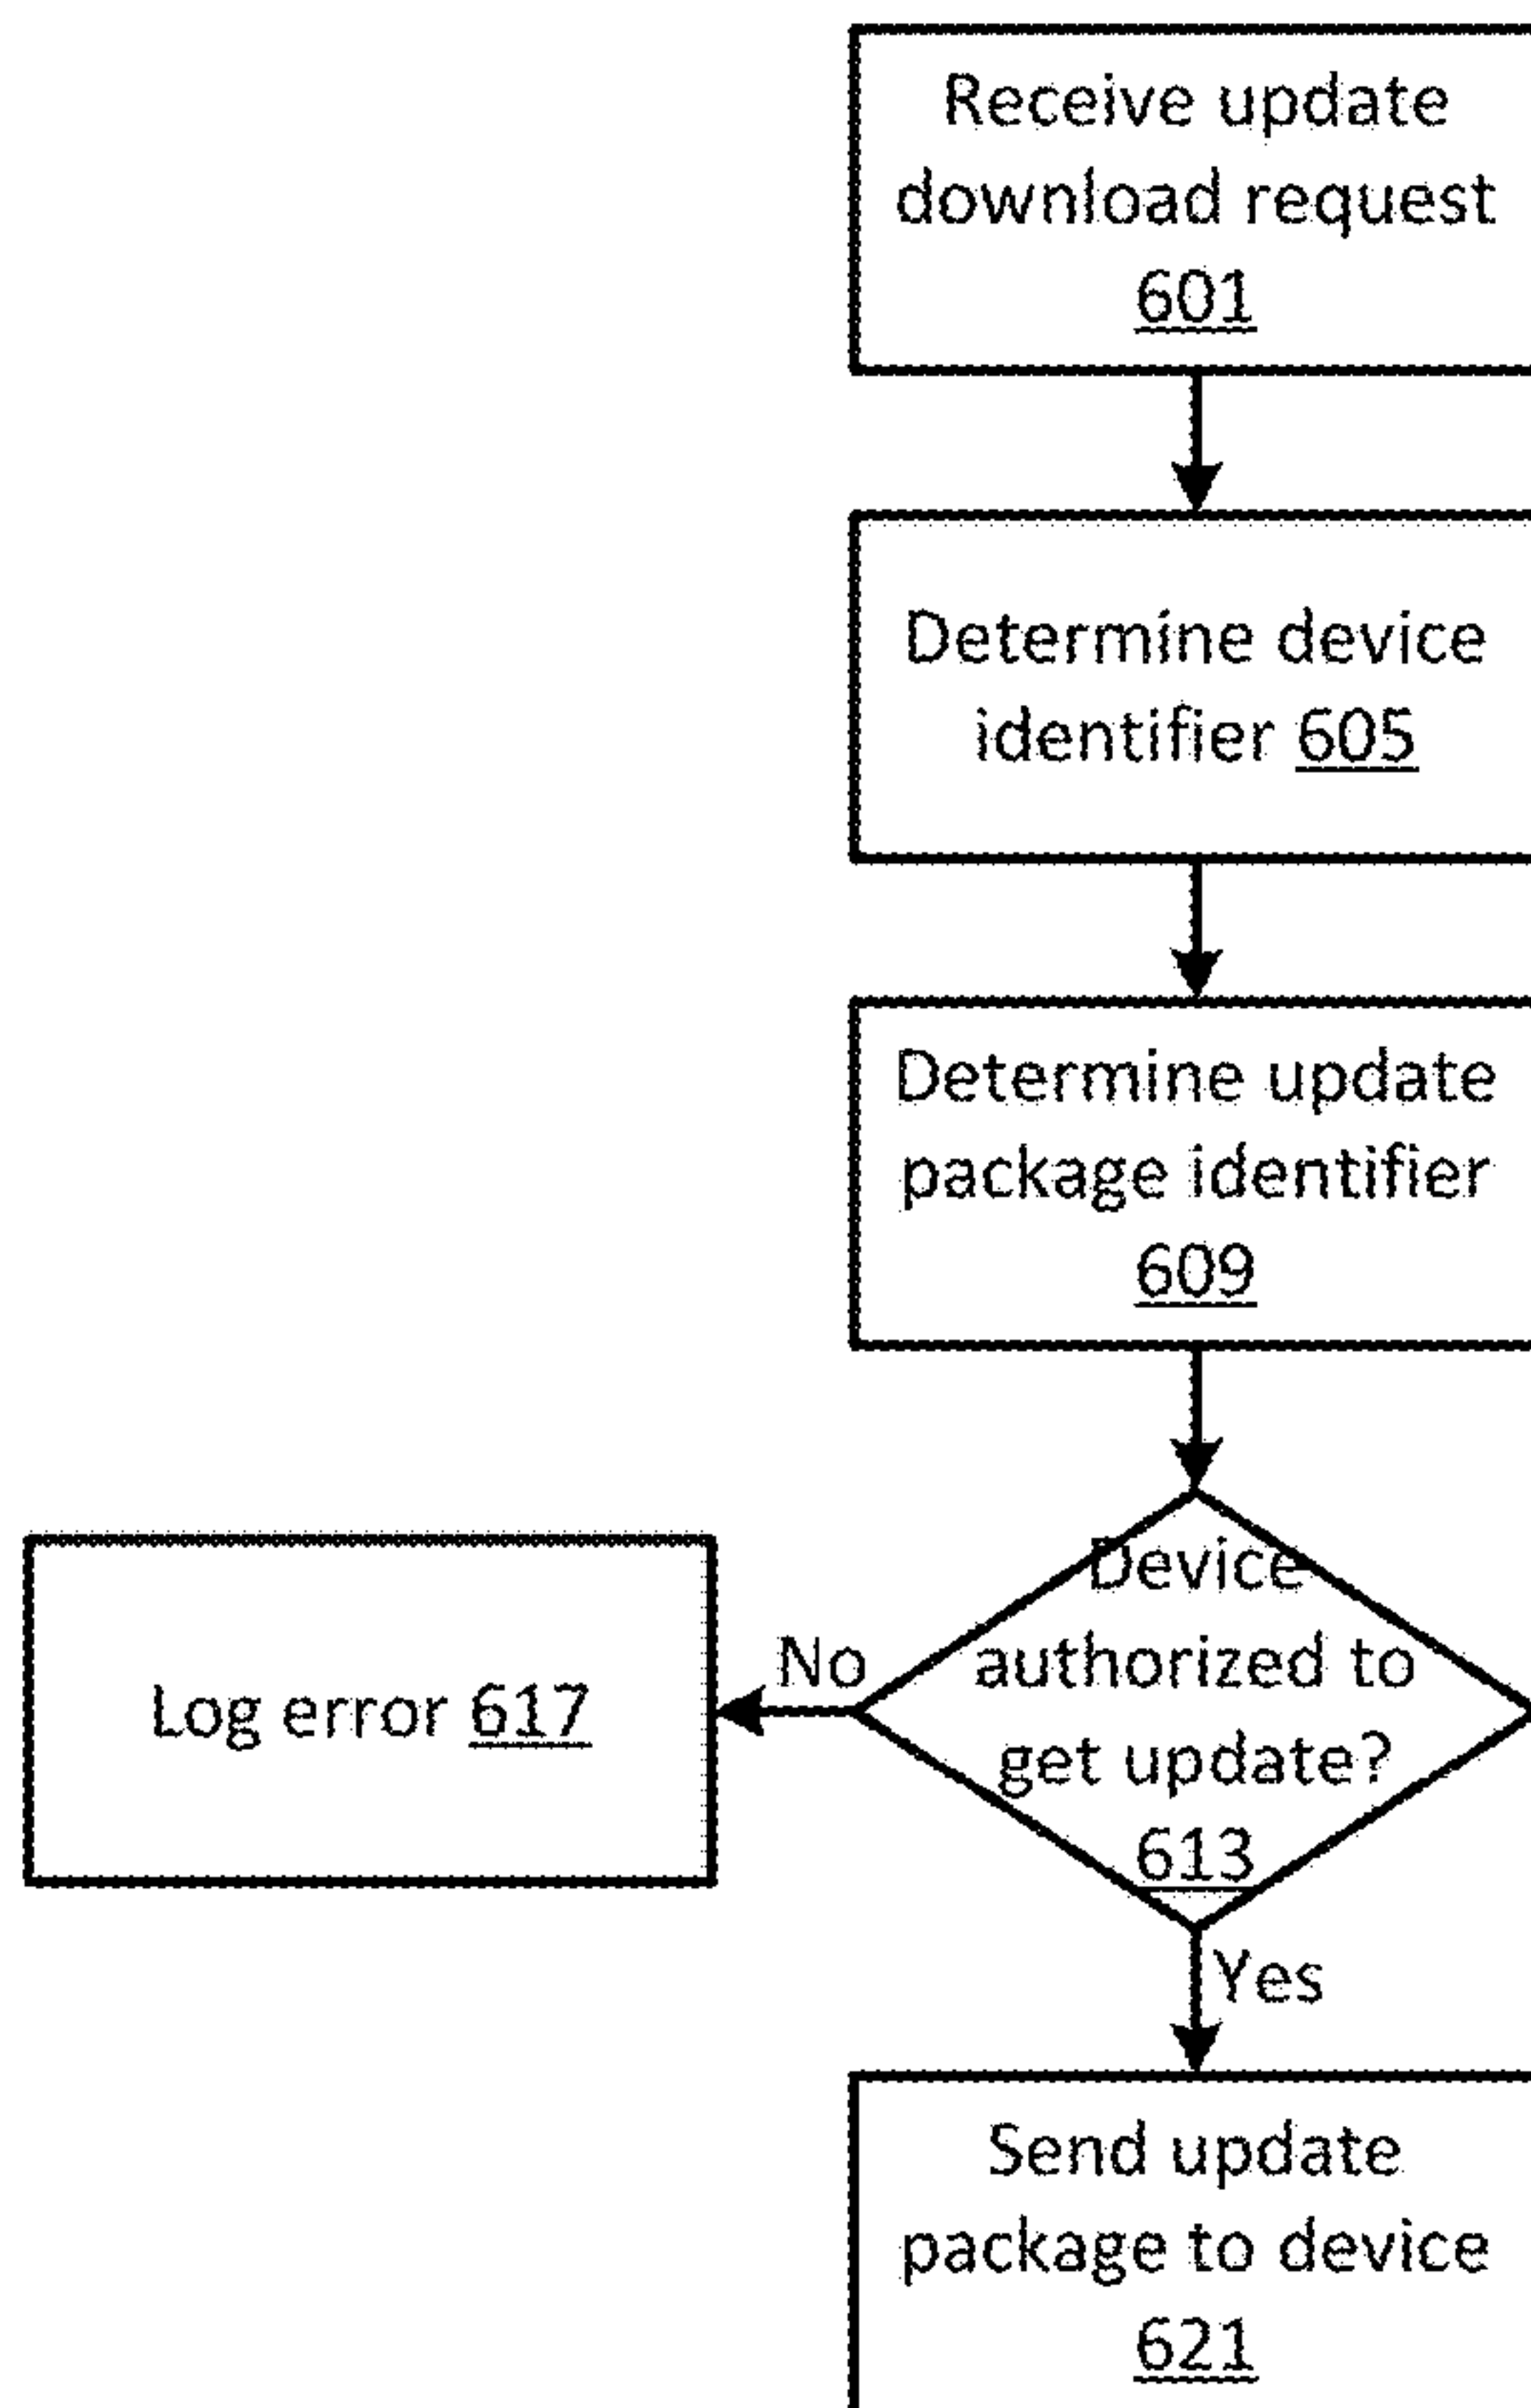 Receive update
download request
601
Determine device
identifier 605
Determine update
package identifier
609
Device
authorized to
get update?
613
No
Log error 617
Yes
Send update
package to device
621